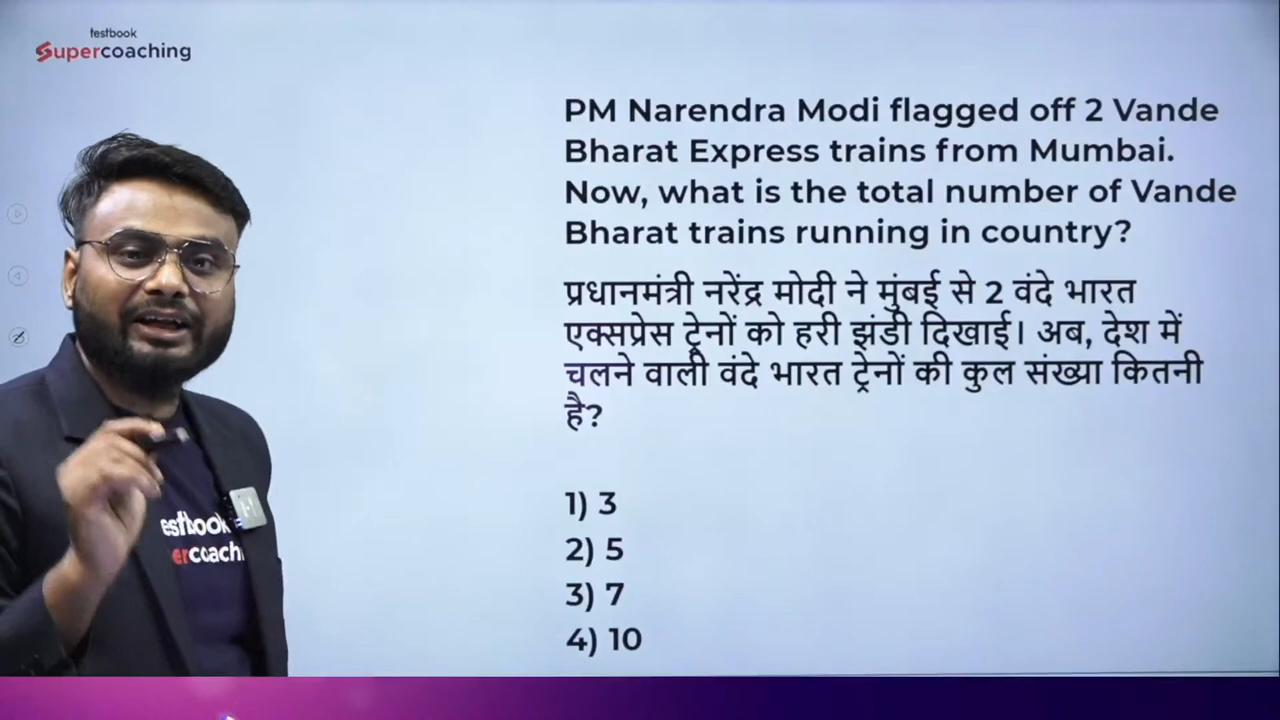 testbook
Supercoaching
PM Narendra Modi flagged off 2 Vande
Bharat Express trains from Mumbai.
Now, what is the total number of Vande
Bharat trains running in country?
प्रधानमंत्री नरेंद्र मोदी ने मुंबई से 2 वंदे भारत
एक्सप्रेस ट्रेनों को हरी झंडी दिखाई। अब, देश में
चलने वाली वंदे भारत ट्रेनों की कुल संख्या कितनी
है?
1) 3
2) 5
3) 7
4) 10
estbook
ercoachi